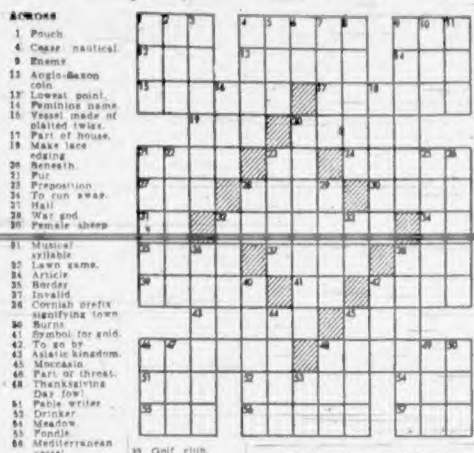 ACROSS
1 Pouch
4 Cease nautical.
9 Enemy
12 Anglo-Saxon
coin.
13 Lowest point.
14 Feminine name.
15 Vessel made of
plaited twigs.
17 Part of house.
19 Make lace
edging
20 Beneath.
21 Fur
23 Preposition
24 To run away.
27 Hail
28 War god.
30 Female sheep
31 Musical
syllable
32 Lawn game.
34 Article.
35 Border
37 Invalid.
38 Cornish prefix
signifying town
39 Burns.
41 Symbol for gold.
42 To go by
43 Asiatic kingdom.
45 Moccasin.
46 Part of throat.
48 Thanksgiving
Day fowl
51 Fable writer
52 Drinker.
54 Meadow.
55 Fondle.
56 Mediterranean
vessel
33 Golf club.